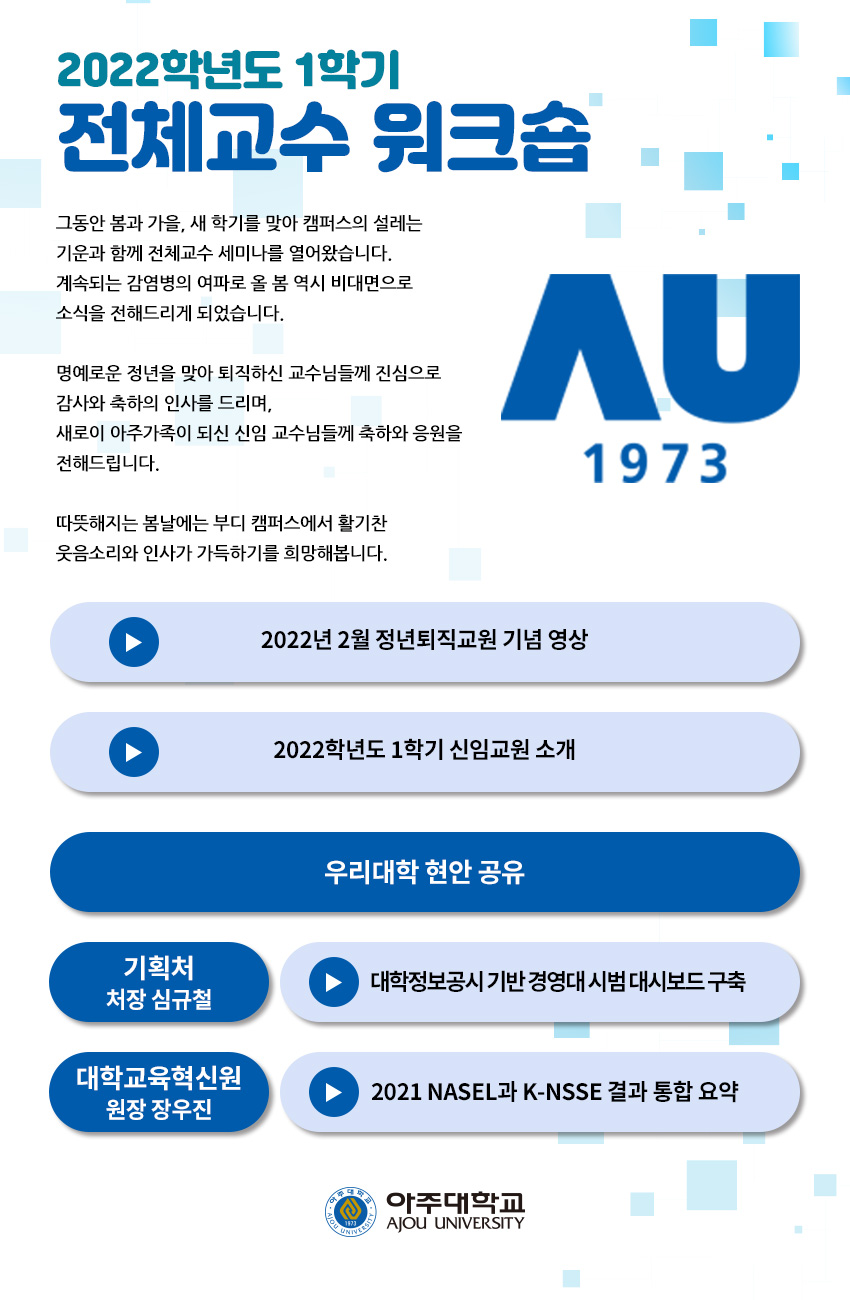 2022학년도 1학기
전체교수 워크숍
그동안 봄과 가을, 새 학기를 맞아 캠퍼스의 설레는
기운과 함께 전체교수 세미나를 열어왔습니다.
계속되는 감염병의 여파로 올 봄 역시 비대면으로
소식을 전해드리게 되었습니다.
명예로운 정년을 맞아 퇴직하신 교수님들께 진심으로
감사와 축하의 인사를 드리며,
새로이 아주가족이 되신 신임 교수님들께 축하와 응원을
전해드립니다.
따뜻해지는 봄날에는 부디 캠퍼스에서 활기찬
웃음소리와 인사가 가득하기를 희망해봅니다.
AU
1973
2022년 2월 정년퇴직교원 기념 영상
2022학년도 1학기 신임교원 소개
우리대학 현안 공유
기획처
처장 심규철
대학정보공시 기반 경영대 시범 대시보드 구축
대학교육혁신원
원장 장우진
2021 NASEL과 K-NSSE 결과 통합 요약
아주대학교
AJOU UNIVERSITY
1973
아주대학교
AJOU UNIVERSITY